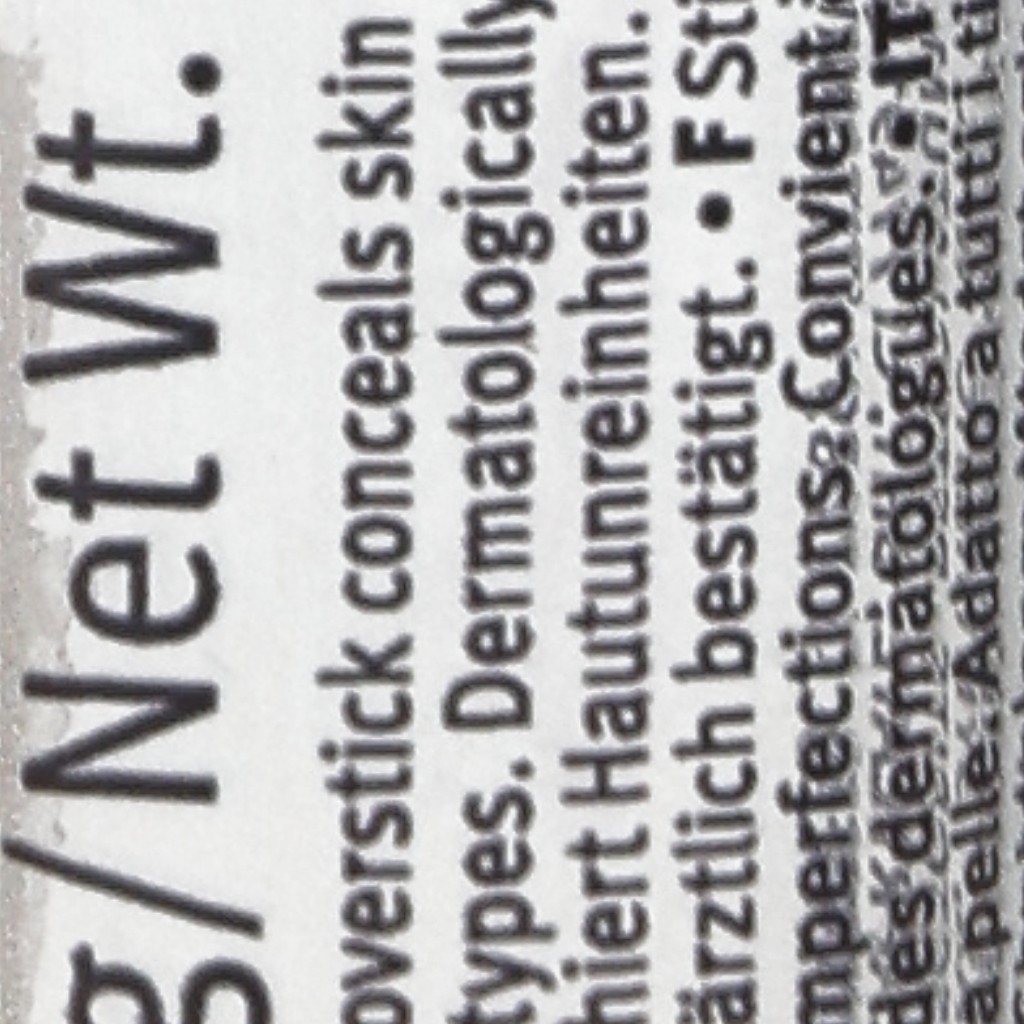 g/Net Wt.
overstick conceals skin
types. Dermatologically
hiert Hautunreinheiten.
ärztlich bestätigt. • F Sti
mperfections. Convient
des dermatologues. • IT
a pelle. Adatto a tutti i ti